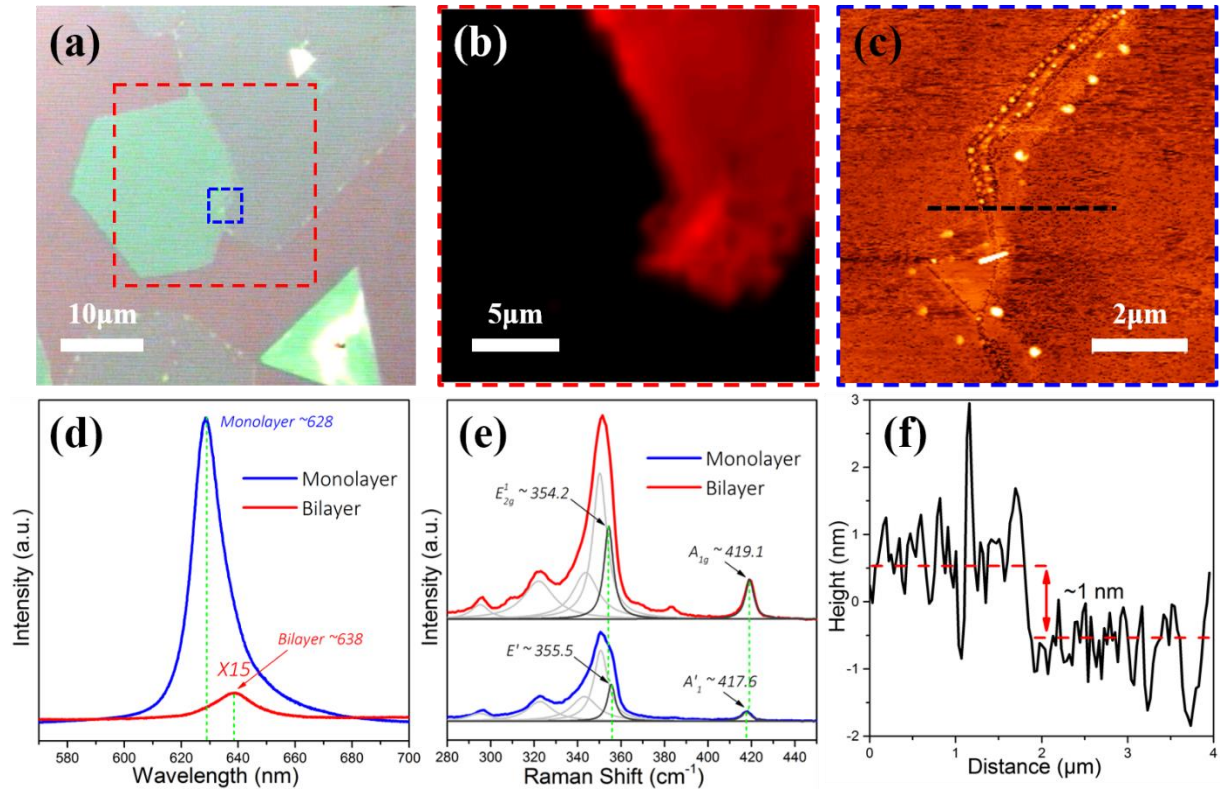 (a)
10μm
(b)
5μm
(c)
2μm
(d)
Monolayer ~628
Monolayer
Bilayer
Bilayer ~638
X15
Intensity (a.u.)
580 600 620 640 660 680 700
Wavelength (nm)
(e)
Monolayer
Bilayer
E¹₂g ~ 354.2
A₁g ~ 419.1
E' ~ 355.5
A'₁ ~ 417.6
Intensity (a.u.)
280 300 320 340 360 380 400 420 440
Raman Shift (cm⁻¹)
(f)
3
2
1
0
-1
-2
~1 nm
Height (nm)
0 1 2 3 4
Distance (μm)